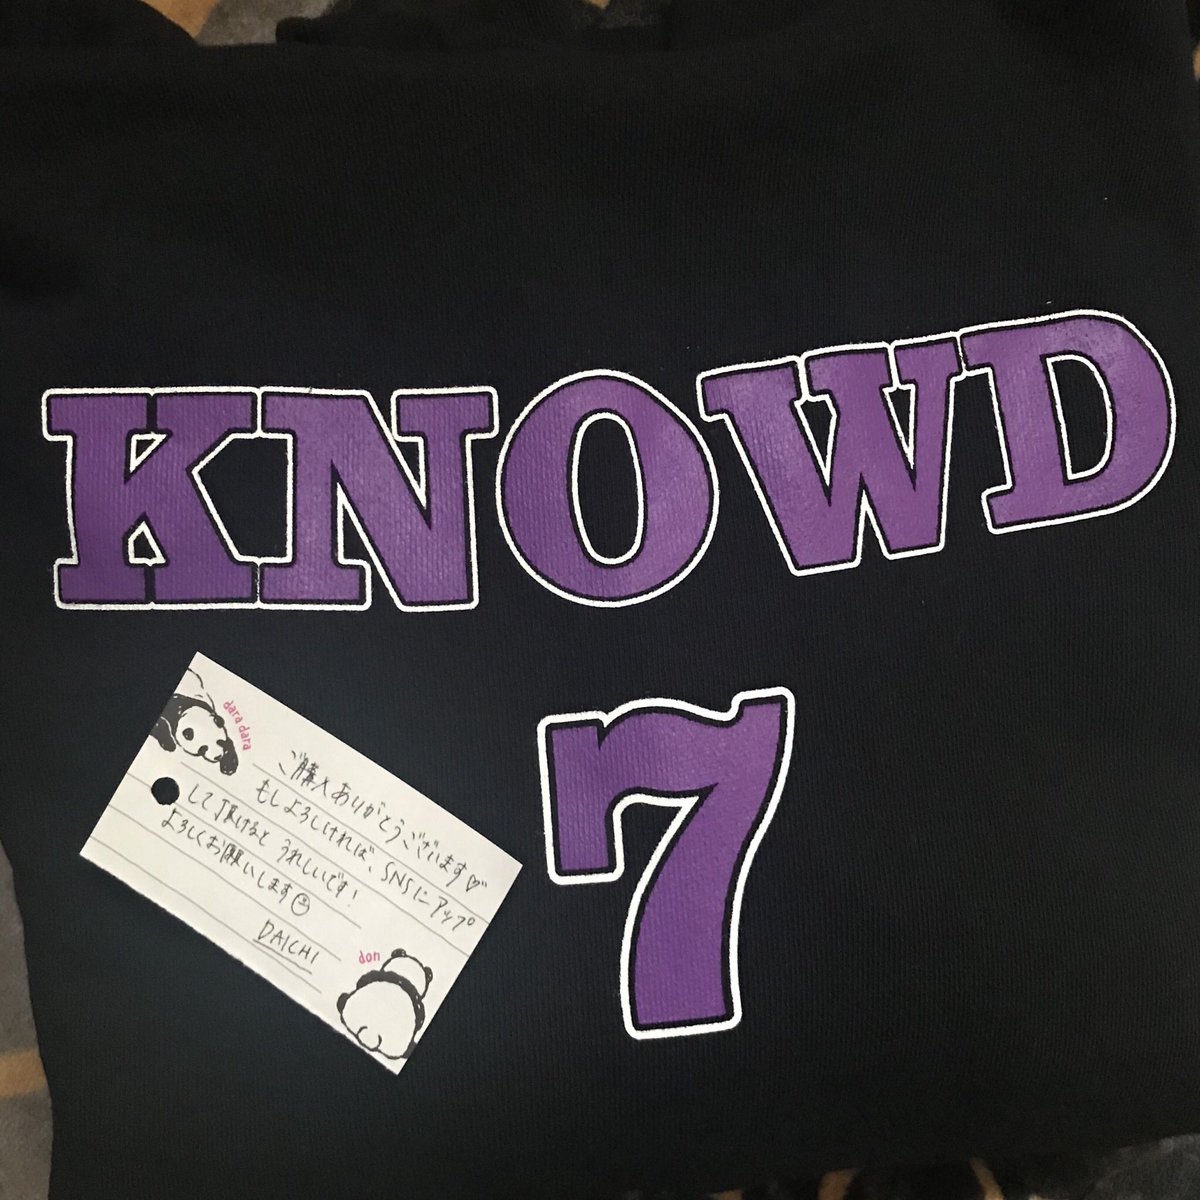 KNOWD
7
dara dara
ご購入ありがとうございます♡
もしよろしければ、SNSにアップ
して頂けるとうれしいです!
よろしくお願いします☺
DAICHI
don